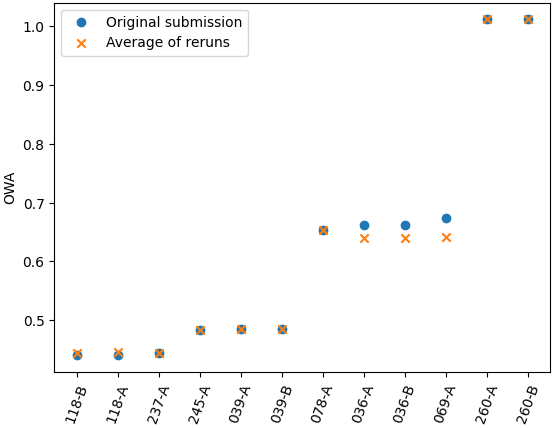 Original submission
Average of reruns
1.0
0.9
0.8
0.7
0.6
0.5
OWA
118-B
118-A
237-A
245-A
039-A
039-B
078-A
036-A
036-B
069-A
260-A
260-B